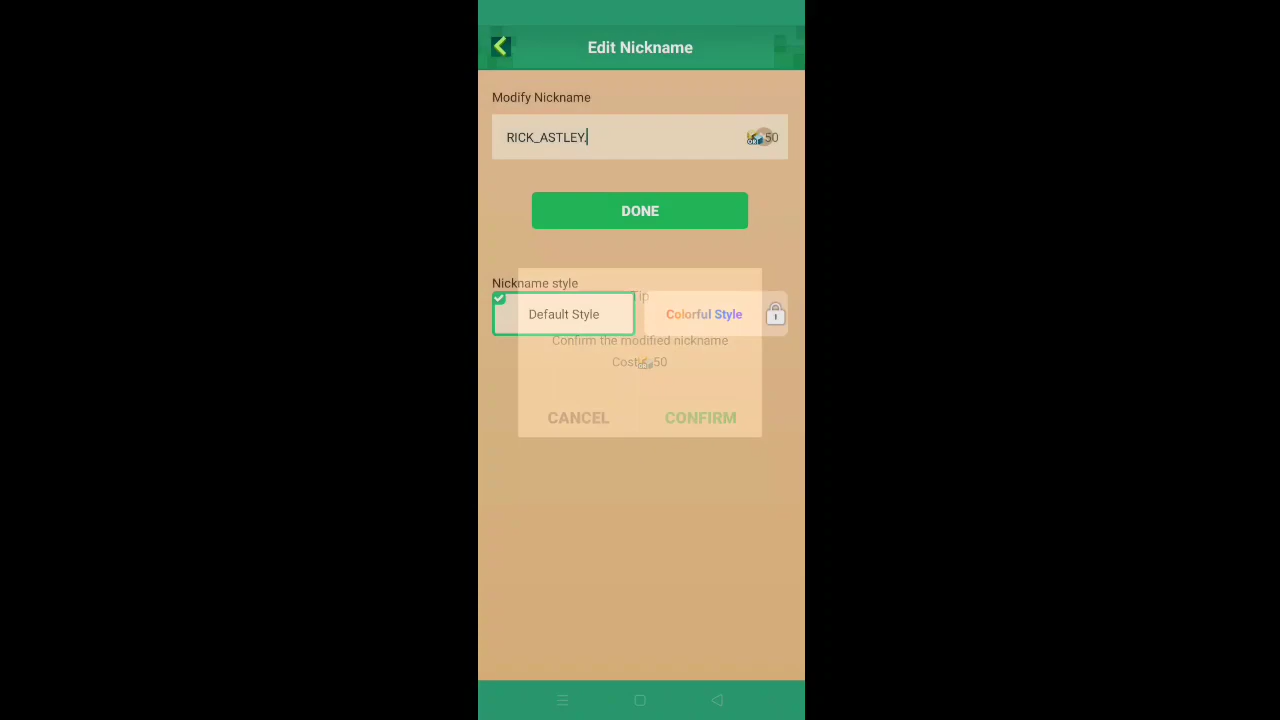 Edit Nickname
Modify Nickname
RICK_ASTLEY.
50
DONE
Nickname style
Tip
Default Style
Colorful Style
Confirm the modified nickname
Cost 50
CANCEL
CONFIRM